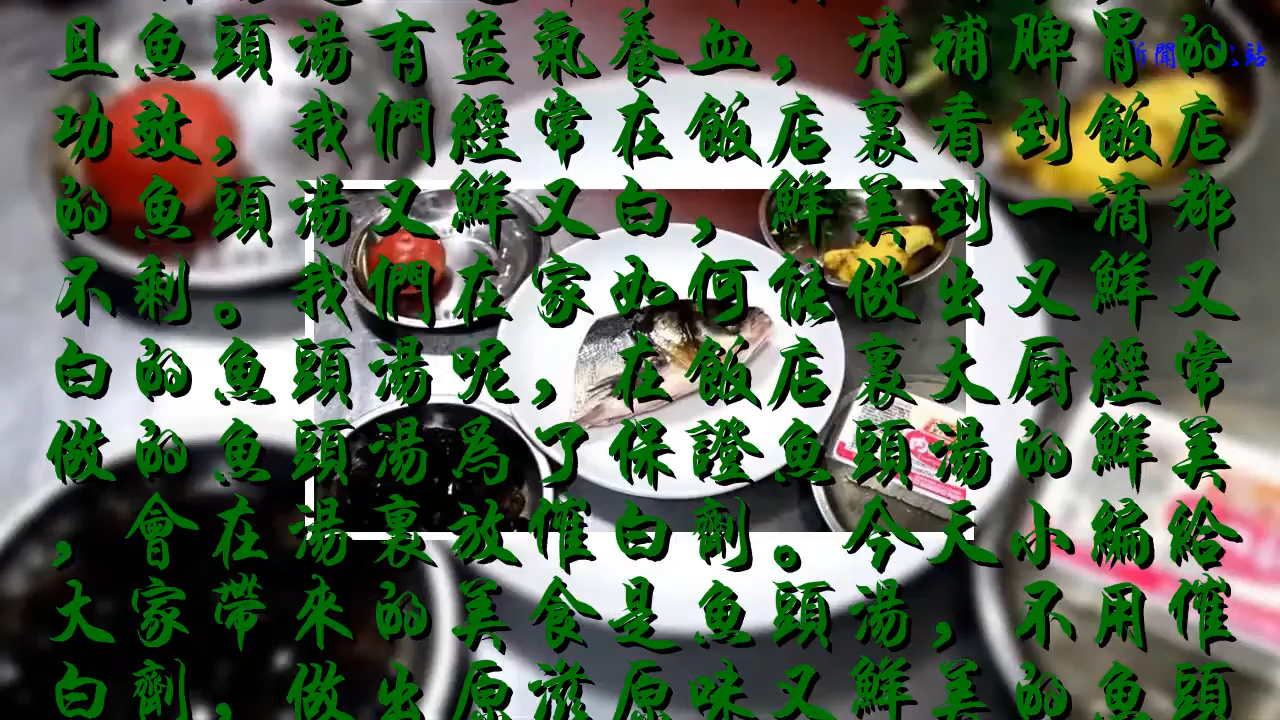 且魚頭湯有益氣養血，清補脾胃的
功效，我們經常在飯店裏看到飯店
的魚頭湯又鮮又白，鮮美到一滴都
不剩。我們在家如何能做出又鮮又
白的魚頭湯呢，在飯店裏大厨經常
做的魚頭湯爲了保證魚頭湯的鮮美
，會在湯裏放催白劑。今天小編給
大家帶來的美食是魚頭湯，不用催
白劑，做出原滋原味又鮮美的魚頭